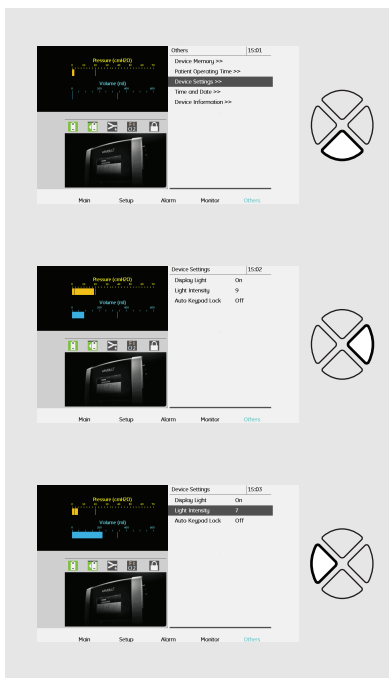 Others 15:01
Pressure (cmH2O)
Device Memory >>
Patient Operating Time >>
Device Settings >>
Volume (ml)
Time and Date >>
Device Information >>
Main Setup Alarm Monitor Others
Device Settings 15:02
Pressure (cmH2O)
Display Light On
Light Intensity 9
Volume (ml)
Auto Keypad Lock Off
Main Setup Alarm Monitor Others
Device Settings 15:03
Pressure (cmH2O)
Display Light On
Light Intensity 7
Volume (ml)
Auto Keypad Lock Off
Main Setup Alarm Monitor Others